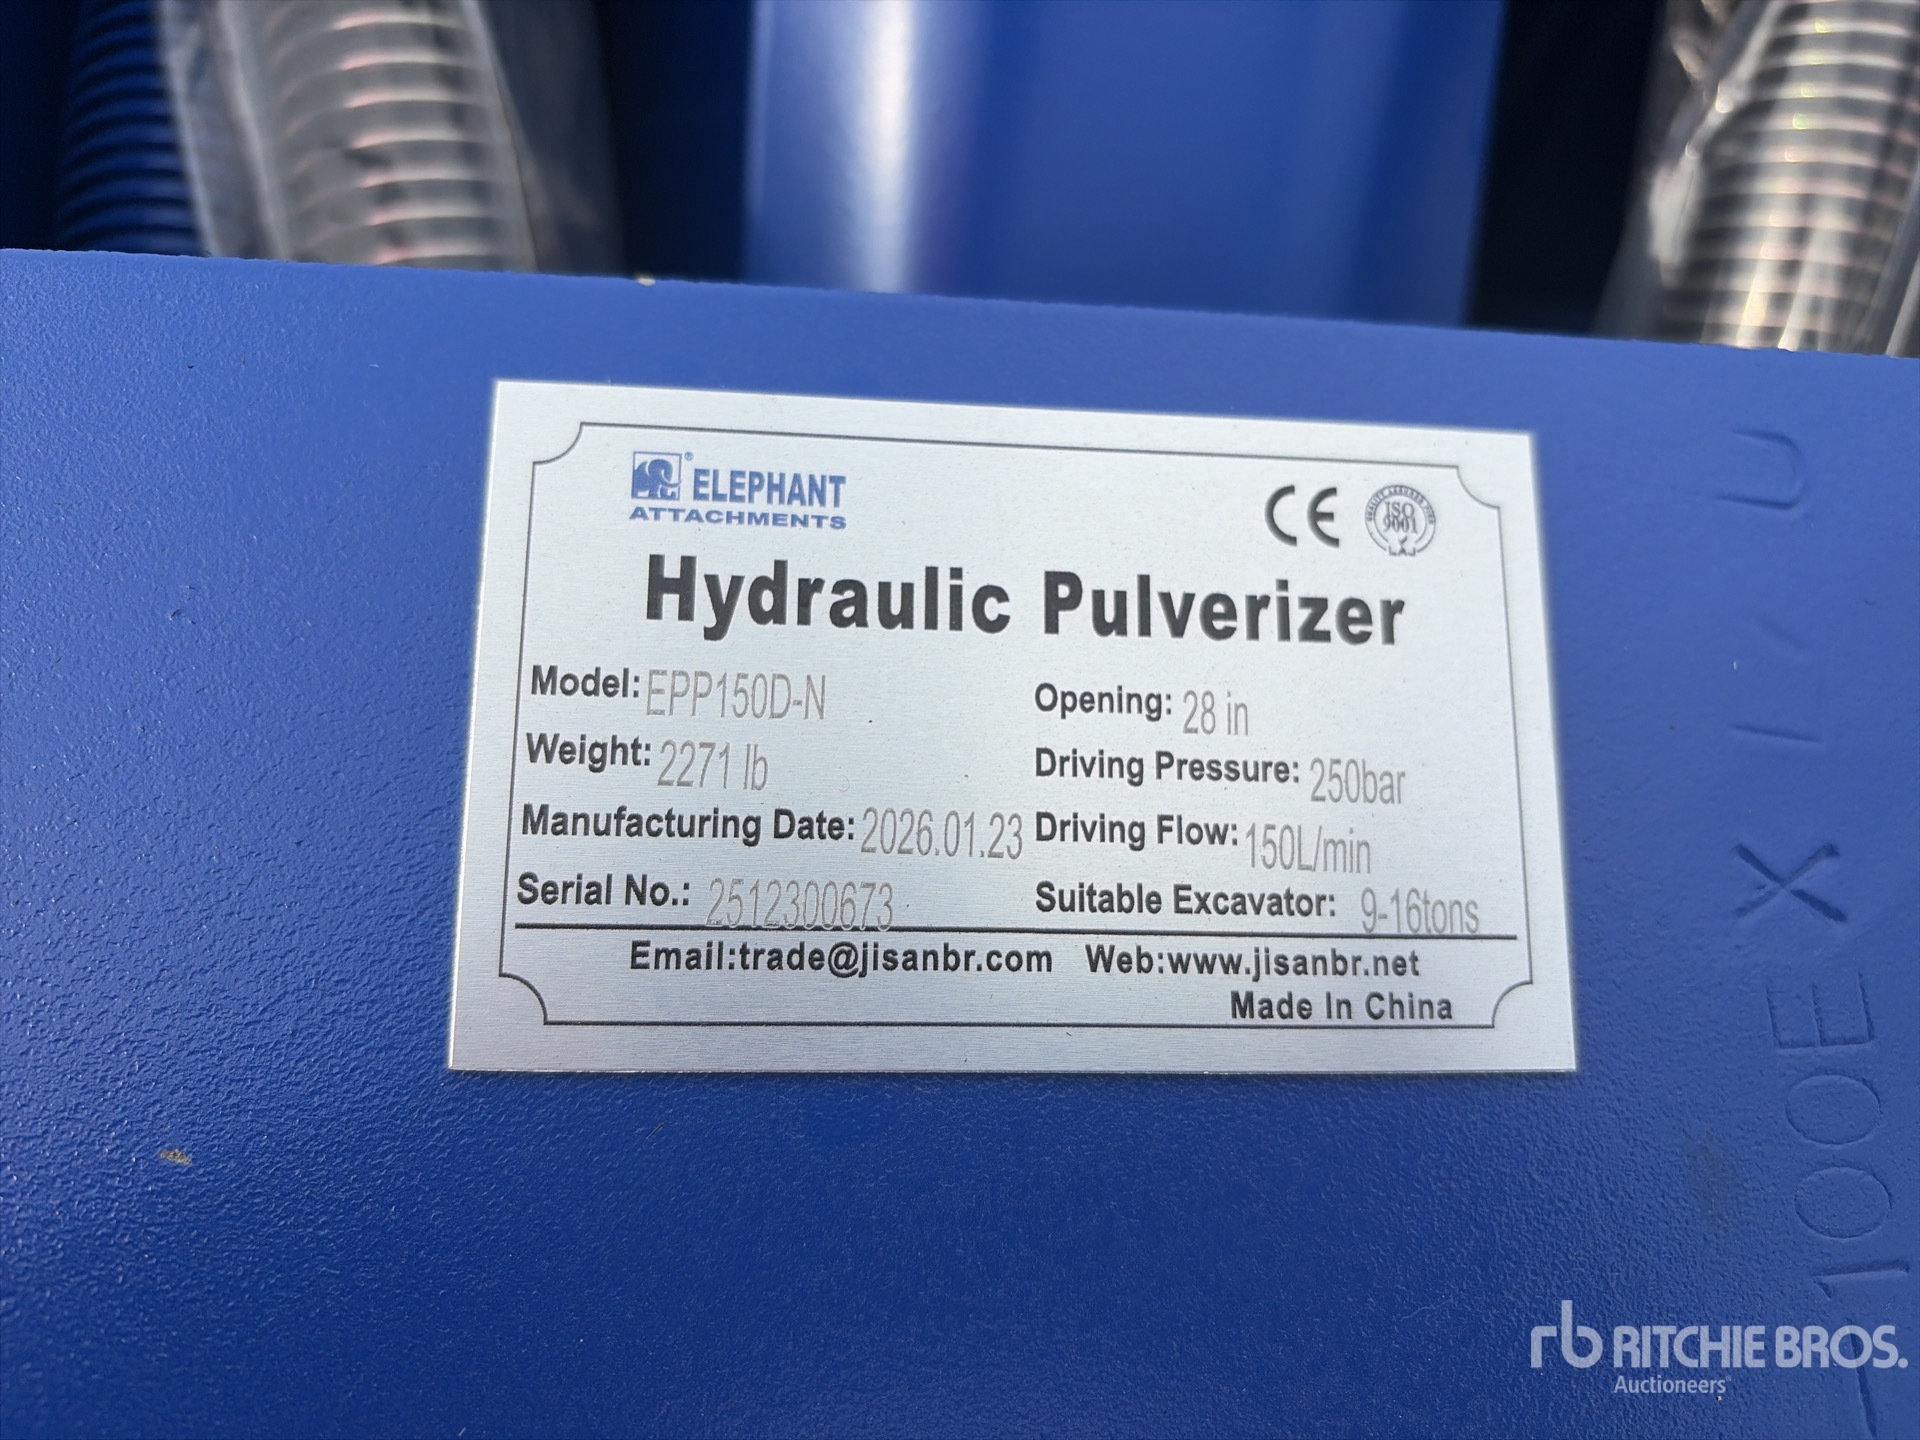 ® ELEPHANT
ATTACHMENTS
CE
ISO
9001
Hydraulic Pulverizer
Model: EPP150D-N
Opening: 28 in
Weight: 2271 lb
Driving Pressure: 250bar
Manufacturing Date: 2026.01.23
Driving Flow: 150L/min
Serial No.: 2512300673
Suitable Excavator: 9-16tons
Email:trade@jisanbr.com Web:www.jisanbr.net
Made In China
rb RITCHIE BROS.
Auctioneers